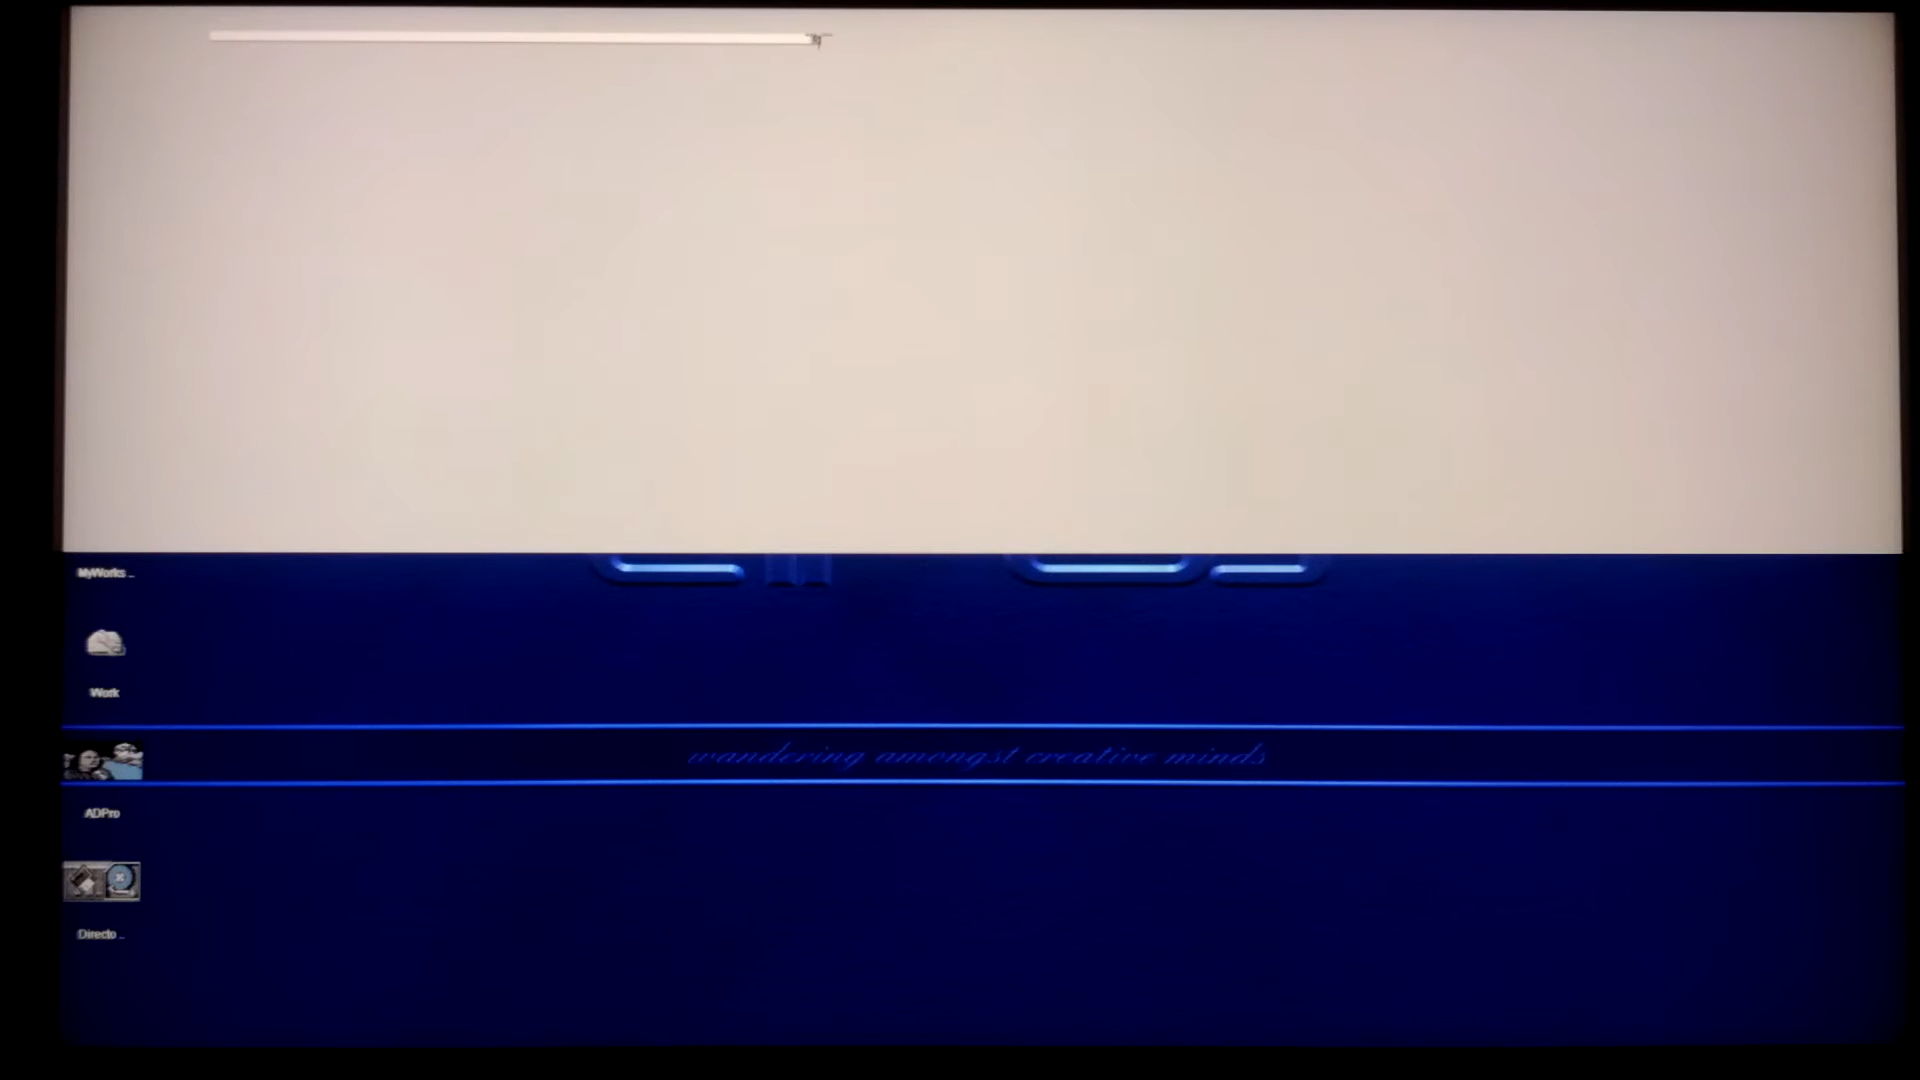 MyWorks ..
Work
wandering amongst creative minds
ADPro
Directo ..